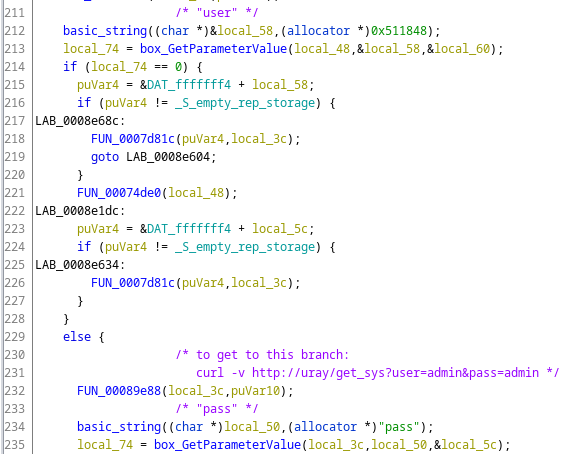 211 /* "user" */
212 basic_string((char *)&local_58,(allocator *)0x511848);
213 local_74 = box_GetParameterValue(local_48,&local_58,&local_60);
214 if (local_74 == 0) {
215 puVar4 = &DAT_fffffff4 + local_58;
216 if (puVar4 != _S_empty_rep_storage) {
217 LAB_0008e68c:
218 FUN_0007d81c(puVar4,local_3c);
219 goto LAB_0008e604;
220 }
221 FUN_00074de0(local_48);
222 LAB_0008e1dc:
223 puVar4 = &DAT_fffffff4 + local_5c;
224 if (puVar4 != _S_empty_rep_storage) {
225 LAB_0008e634:
226 FUN_0007d81c(puVar4,local_3c);
227 }
228 }
229 else {
230 /* to get to this branch:
231 curl -v http://uray/get_sys?user=admin&pass=admin */
232 FUN_00089e88(local_3c,puVar10);
233 /* "pass" */
234 basic_string((char *)local_50,(allocator *)"pass");
235 local_74 = box_GetParameterValue(local_3c,local_50,&local_5c);